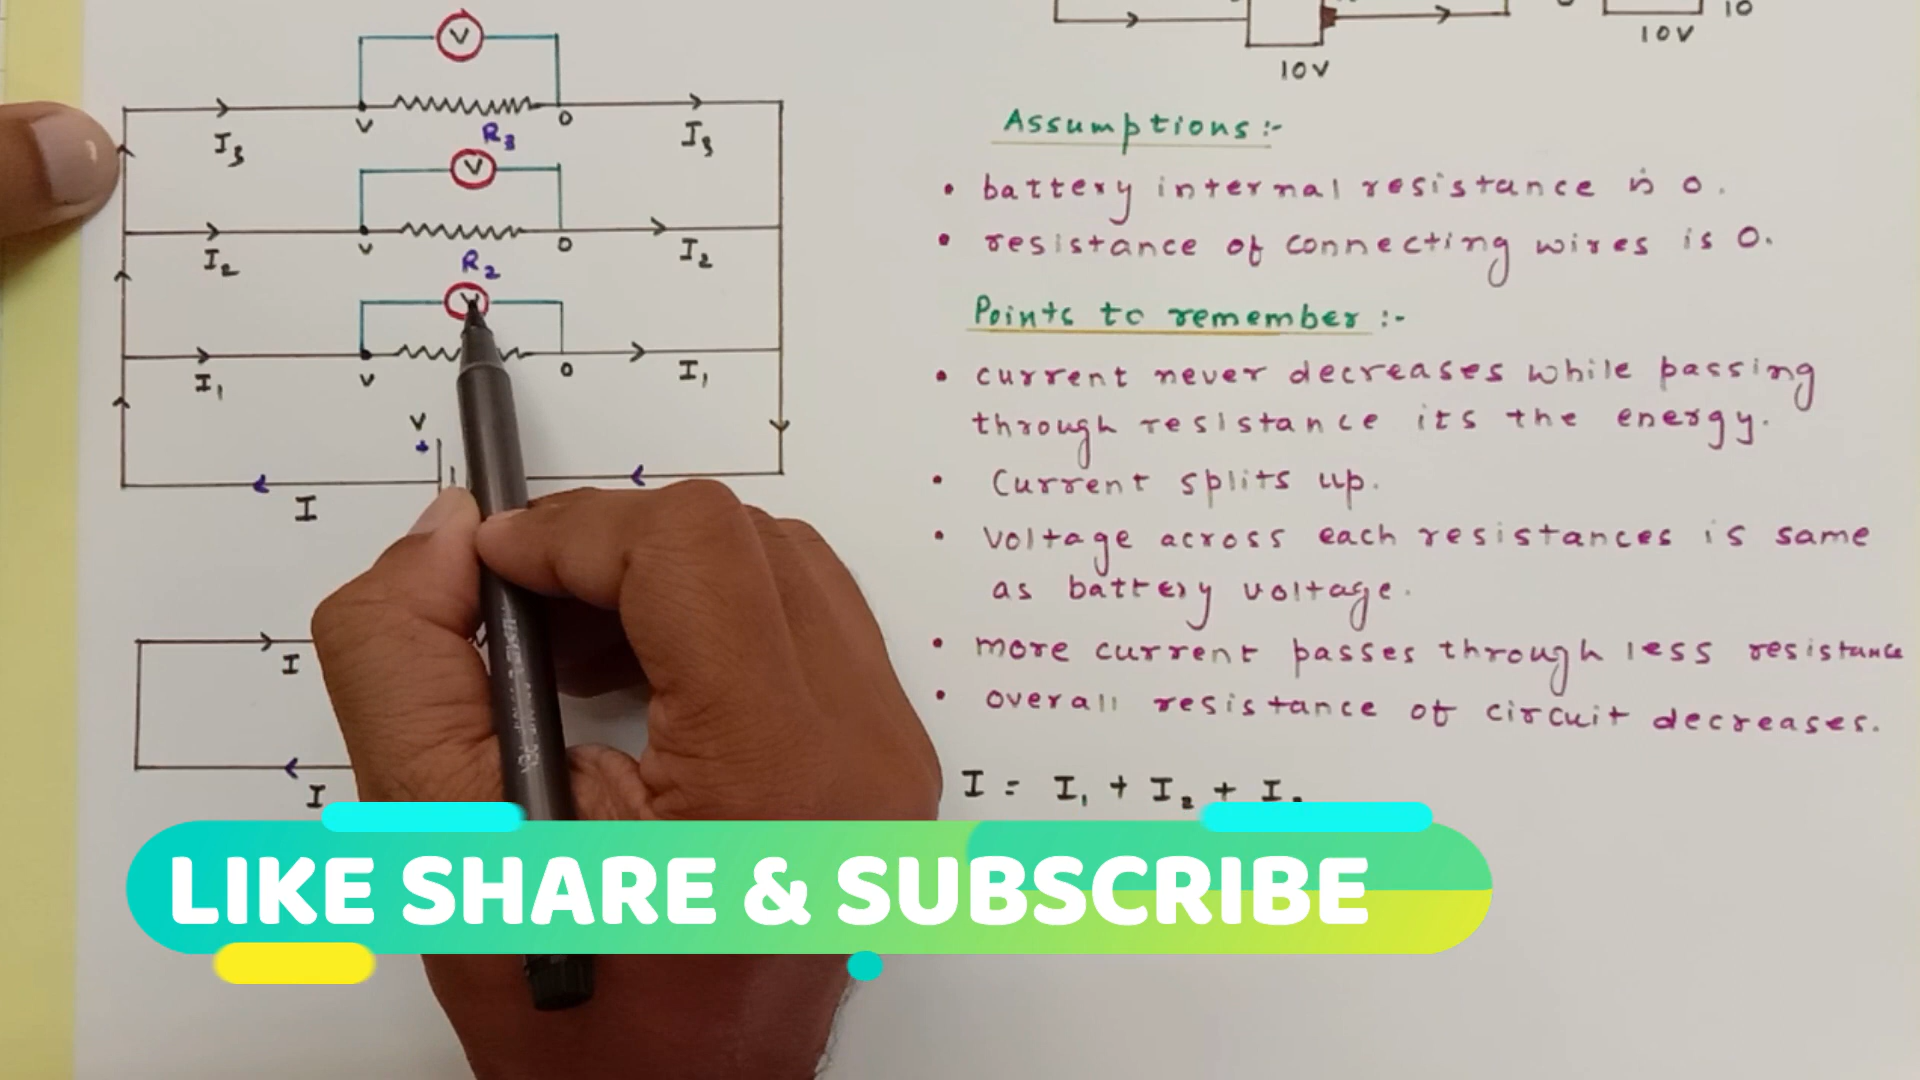 V
V O
I3 R3 I3
V
V O
I2 R2 I2
V
V O
I1 I1
V
+
I
I
I
10V
10V
10
Assumptions:-
• battery internal resistance is 0.
• resistance of connecting wires is 0.
Points to remember :-
• current never decreases while passing
through resistance its the energy.
• Current splits up.
• Voltage across each resistances is same
as battery voltage.
• more current passes through less resistance
• overall resistance of circuit decreases.
I = I1 + I2 + I
LIKE SHARE & SUBSCRIBE